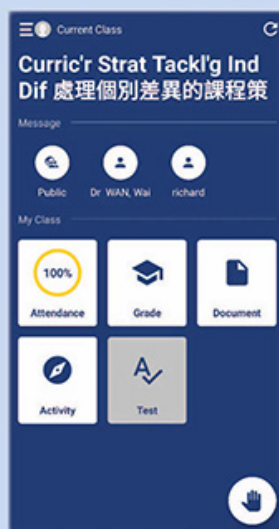 Current Class
Curric'r Strat Tackl'g Ind
Dif 處理個別差異的課程策
Message
Public
Dr WAN, Wai
richard
My Class
100%
Attendance
Grade
Document
Activity
Test